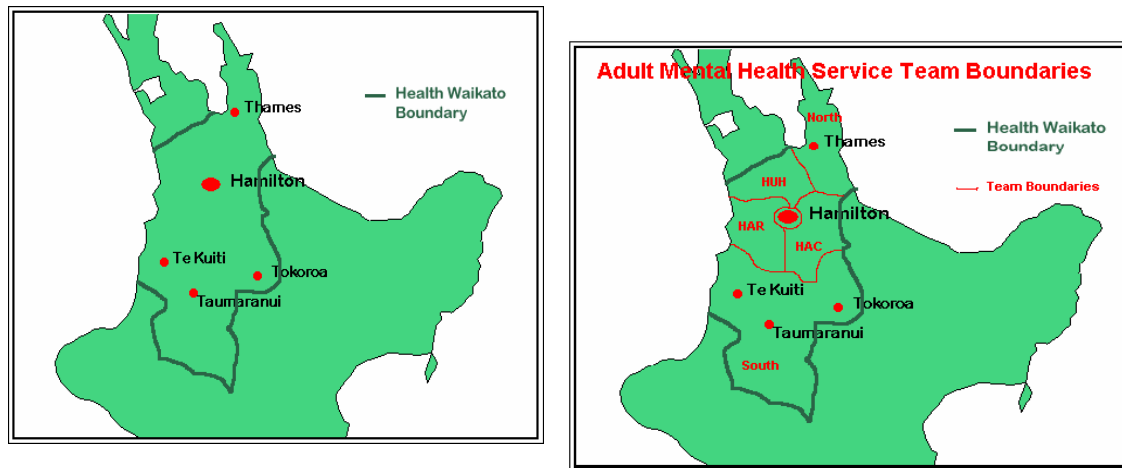 Thames
Health Waikato
Boundary
Hamilton
Te Kuiti
Tokoroa
Taumaranui
Adult Mental Health Service Team Boundaries
North
Thames
Health Waikato
Boundary
HUH
Team Boundaries
Hamilton
HAR
HAC
Te Kuiti
Tokoroa
Taumaranui
South